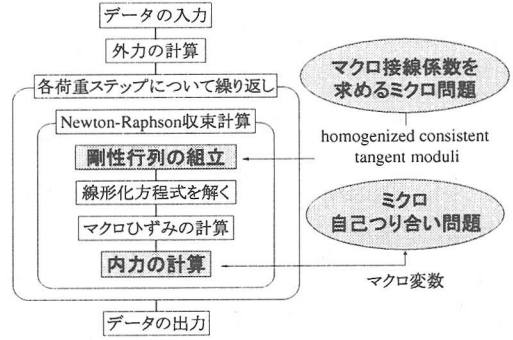 データの入力
外力の計算
各荷重ステップについて繰り返し
Newton-Raphson収束計算
剛性行列の組立
線形化方程式を解く
マクロひずみの計算
内力の計算
データの出力
マクロ接線係数を
求めるミクロ問題
homogenized consistent
tangent moduli
ミクロ
自己つり合い問題
マクロ変数